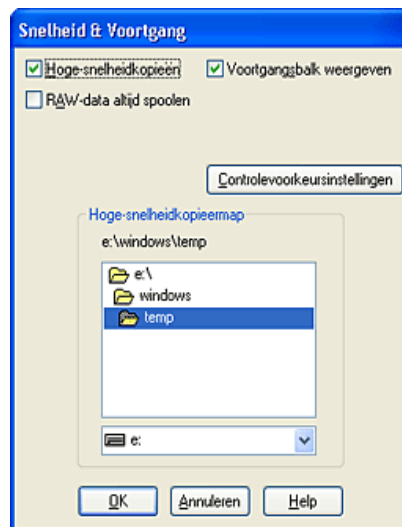 Snelheid & Voortgang
Hoge-snelheidkopieën Voortgangsbalk weergeven
RAW-data altijd spoolen
Controlevoorkeursinstellingen
Hoge-snelheidkopieermap
e:\windows\temp
e:\
windows
temp
e:
OK Annuleren Help